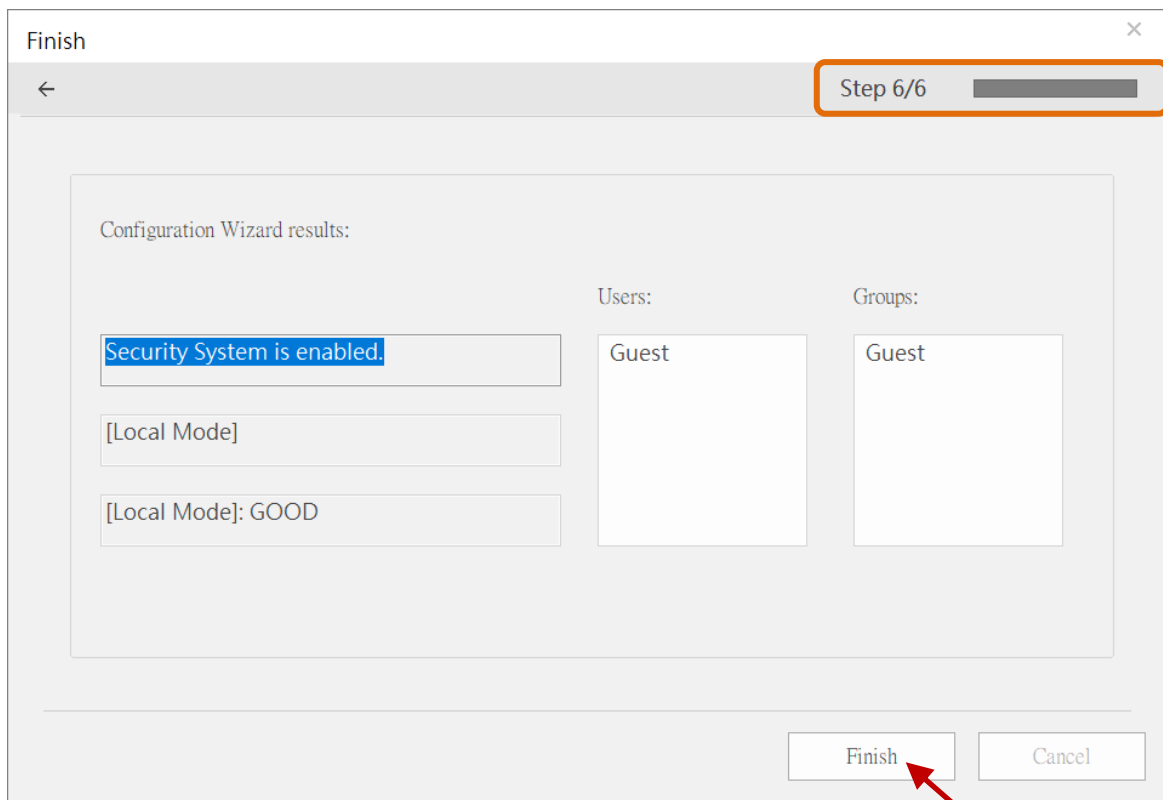 Finish
Step 6/6
Configuration Wizard results:
Users:
Groups:
Security System is enabled.
Guest
Guest
[Local Mode]
[Local Mode]: GOOD
Finish
Cancel